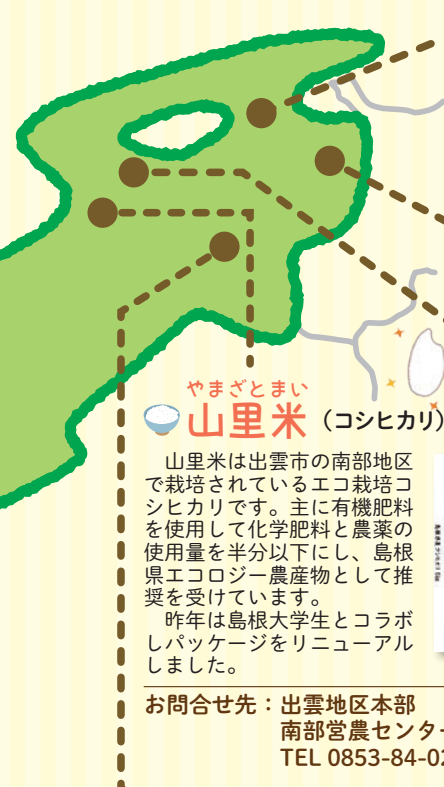 やまざとまい
山里米（コシヒカリ）
　山里米は出雲市の南部地区
で栽培されているエコ栽培コ
シヒカリです。主に有機肥料
を使用して化学肥料と農薬の
使用量を半分以下にし、島根
県エコロジー農産物として推
奨を受けています。
　昨年は島根大学生とコラボ
しパッケージをリニューアル
しました。
お問合せ先：出雲地区本部
南部営農センター
TEL 0853-84-02